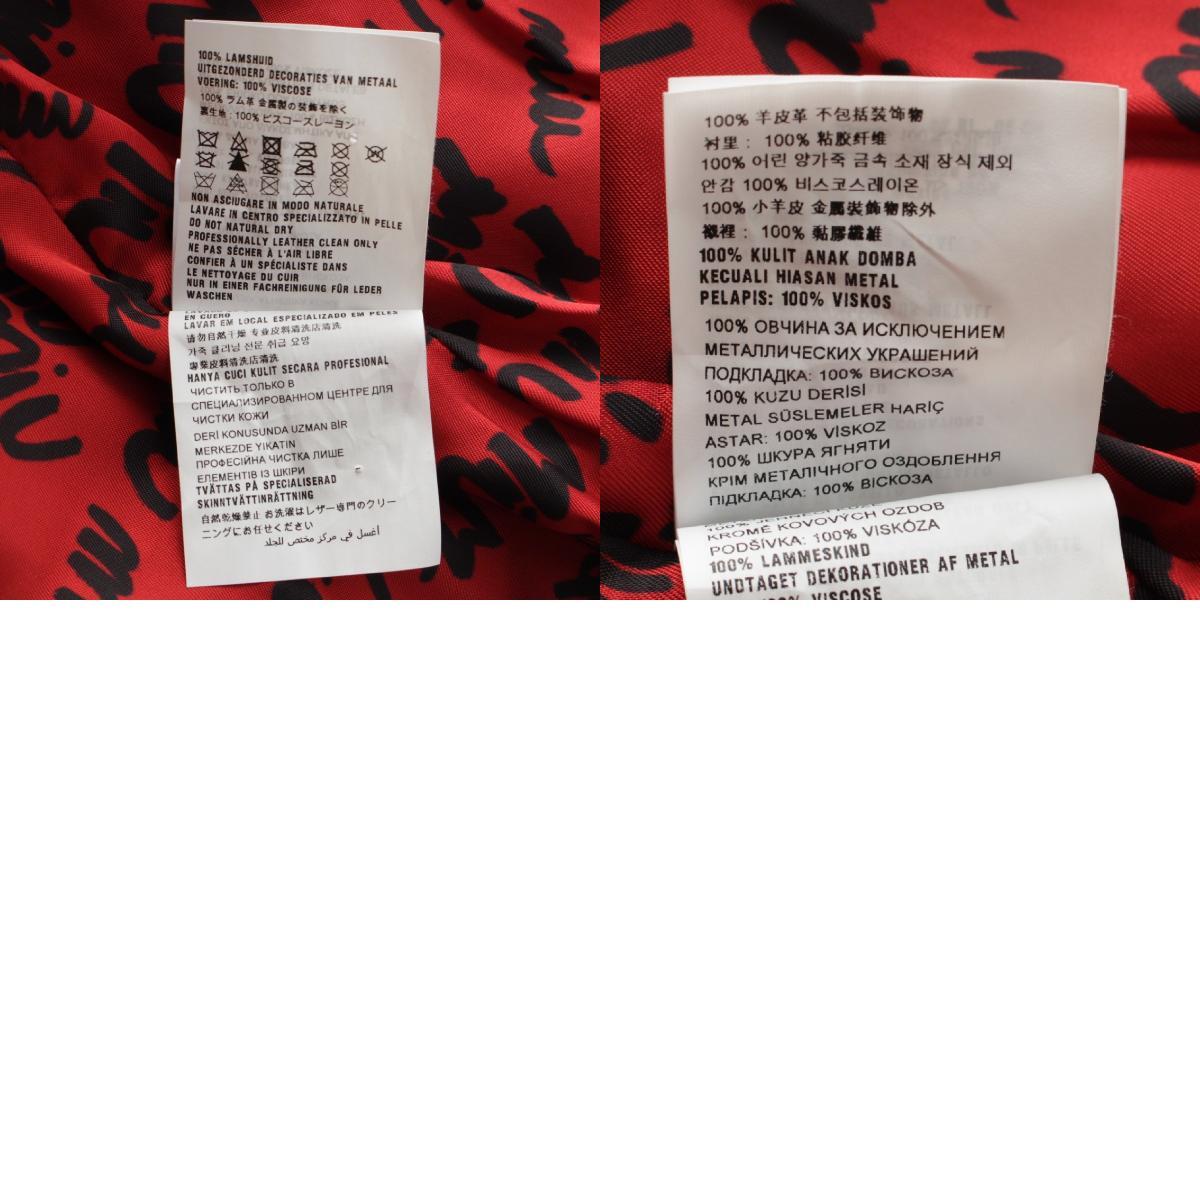 100% LAMSHUID
UITGEZONDERD DECORATIES VAN METAAL
VOERING: 100% VISCOSE
100% ラム革 金属製の装飾を除く
裏生地：100% ビスコースレーヨン
NON ASCIUGARE IN MODO NATURALE
LAVARE IN CENTRO SPECIALIZZATO IN PELLE
DO NOT NATURAL DRY
PROFESSIONALLY LEATHER CLEAN ONLY
NE PAS SÉCHER À L'AIR LIBRE
CONFIER À UN SPÉCIALISTE DANS
LE NETTOYAGE DU CUIR
NUR IN EINER FACHREINIGUNG FÜR LEDER
WASCHEN
EN CUERO
LAVAR EM LOCAL ESPECIALIZADO EM PELES
请勿自然干燥 专业皮料清洗店清洗
가죽 클리닝 전문 취급 요망
專業皮料清洗店清洗
HANYA CUCI KULIT SECARA PROFESIONAL
ЧИСТИТЬ ТОЛЬКО В
СПЕЦИАЛИЗИРОВАННОМ ЦЕНТРЕ ДЛЯ
ЧИСТКИ КОЖИ
DERİ KONUSUNDA UZMAN BİR
MERKEZDE YIKATIN
ПРОФЕСІЙНА ЧИСТКА ЛИШЕ
ЕЛЕМЕНТІВ ІЗ ШКІРИ
TVÄTTAS PÅ SPECIALISERAD
SKINNTVÄTTINRÄTTNING
自然乾燥禁止 お洗濯はレザー専門のクリー
ニングにお任せください
أغسل في مركز مختص للجلد
100% 羊皮革 不包括装饰物
衬里：100% 粘胶纤维
100% 어린 양가죽 금속 소재 장식 제외
안감 100% 비스코스레이온
100% 小羊皮 金屬裝飾物除外
襯裡：100% 黏膠纖維
100% KULIT ANAK DOMBA
KECUALI HIASAN METAL
PELAPIS: 100% VISKOS
100% ОВЧИНА ЗА ИСКЛЮЧЕНИЕМ
МЕТАЛЛИЧЕСКИХ УКРАШЕНИЙ
ПОДКЛАДКА: 100% ВИСКОЗА
100% KUZU DERİSİ
METAL SÜSLEMELER HARİÇ
ASTAR: 100% VİSKOZ
100% ШКУРА ЯГНЯТИ
КРІМ МЕТАЛІЧНОГО ОЗДОБЛЕННЯ
ПІДКЛАДКА: 100% ВІСКОЗА
KROMĚ KOVOVÝCH OZDOB
PODŠÍVKA: 100% VISKÓZA
100% LAMMESKIND
UNDTAGET DEKORATIONER AF METAL
100% VISCOSE